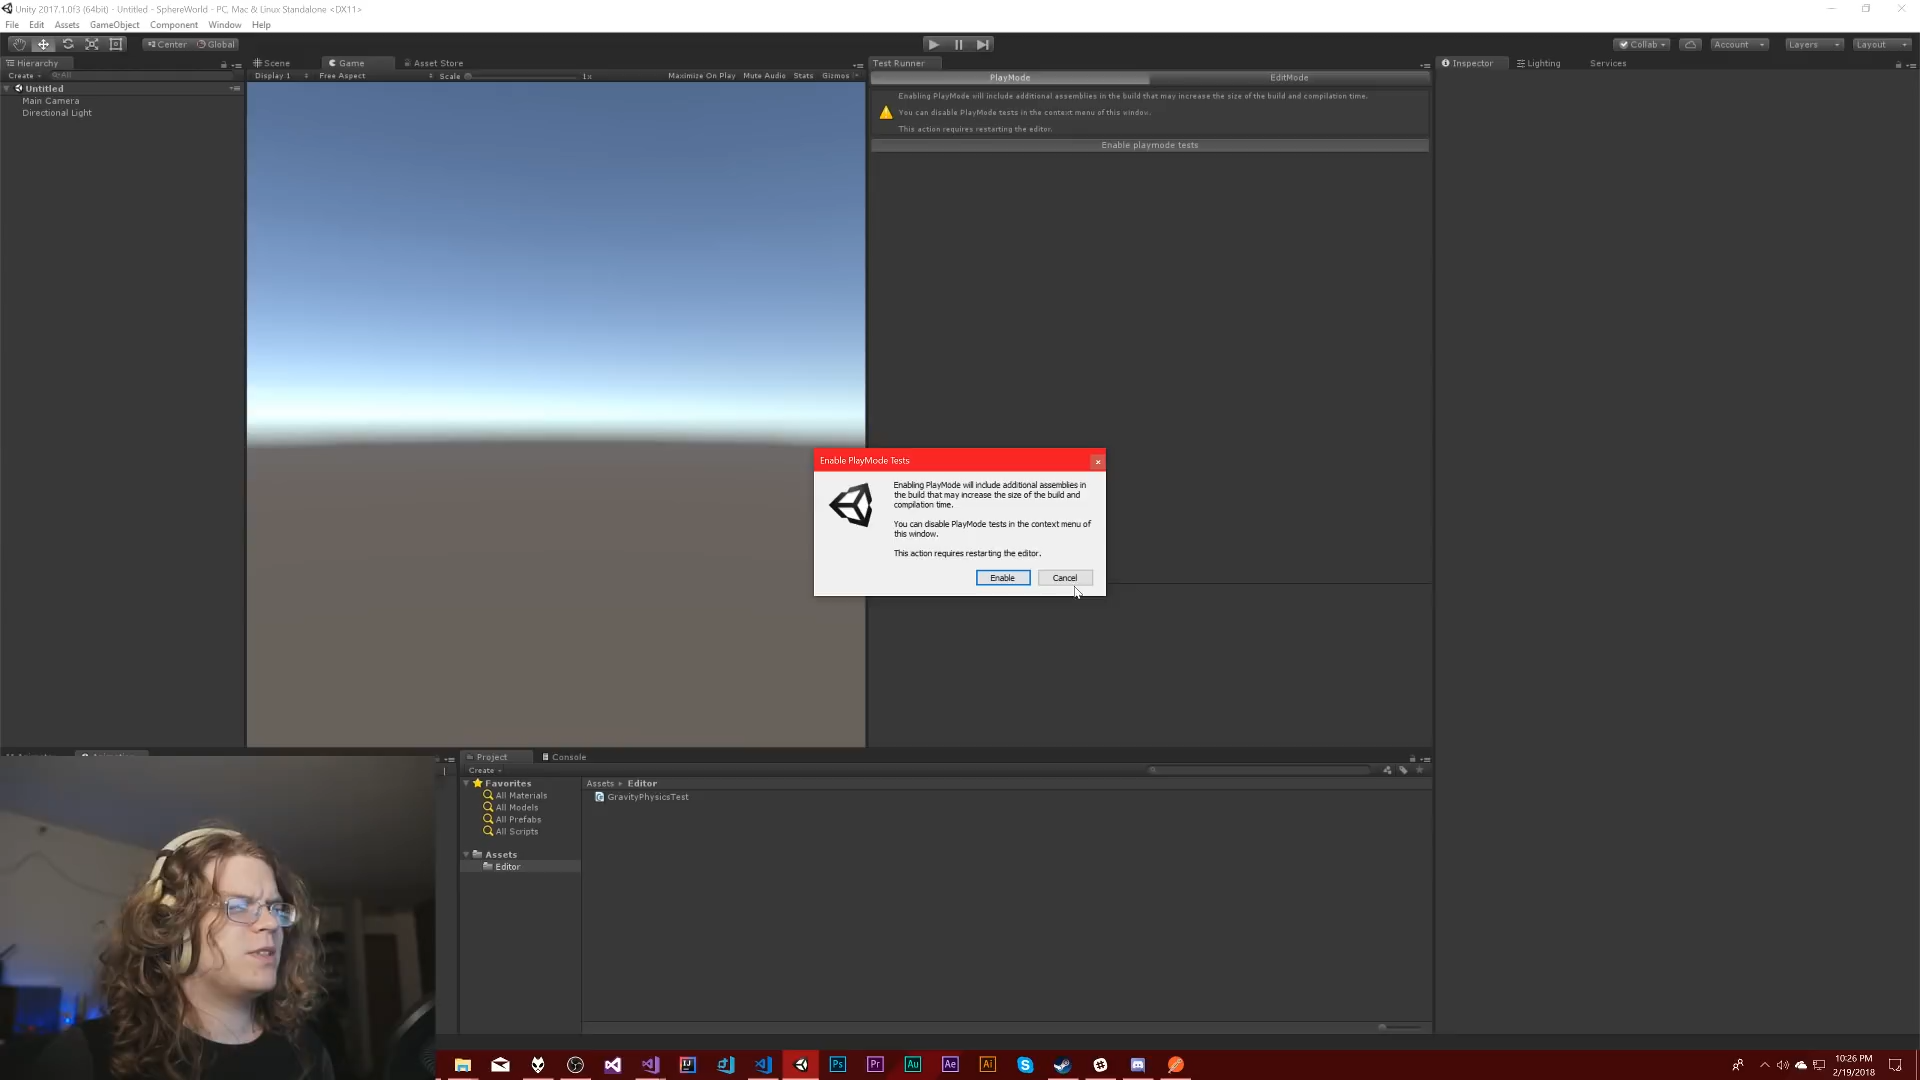 Unity 2017.1.0f3 (64bit) - Untitled - SphereWorld - PC, Mac & Linux Standalone <DX11>
File Edit Assets GameObject Component Window Help
Center Global
Collab Account Layers Layout
Hierarchy
Create All
Untitled
Main Camera
Directional Light
Scene Game Asset Store
Display 1 Free Aspect Scale 1x Maximize On Play Mute Audio Stats Gizmos
Test Runner
PlayMode EditMode
Enabling PlayMode will include additional assemblies in the build that may increase the size of the build and compilation time.
You can disable PlayMode tests in the context menu of this window.
This action requires restarting the editor.
Enable playmode tests
Inspector Lighting Services
Enable PlayMode Tests
Enabling PlayMode will include additional assemblies in
the build that may increase the size of the build and
compilation time.
You can disable PlayMode tests in the context menu of
this window.
This action requires restarting the editor.
Enable Cancel
Project Console
Create
Favorites
All Materials
All Models
All Prefabs
All Scripts
Assets
Editor
Assets Editor
GravityPhysicsTest
Ps Pr Au Ae Ai
10:26 PM
2/19/2018